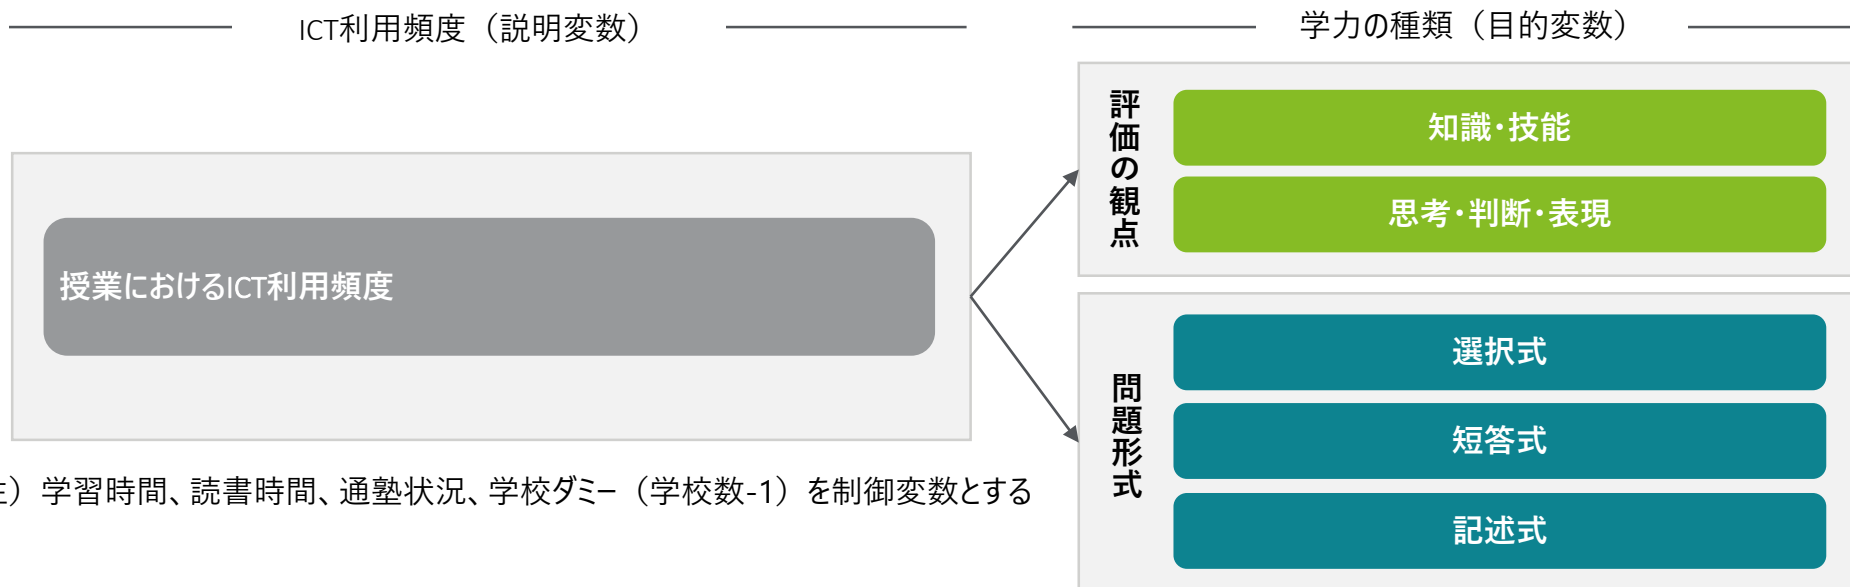 ICT利用頻度（説明変数）
学力の種類（目的変数）
授業におけるICT利用頻度
評価の観点
知識・技能
思考・判断・表現
問題形式
選択式
短答式
記述式
）学習時間、読書時間、通塾状況、学校ダミー（学校数-1）を制御変数とする